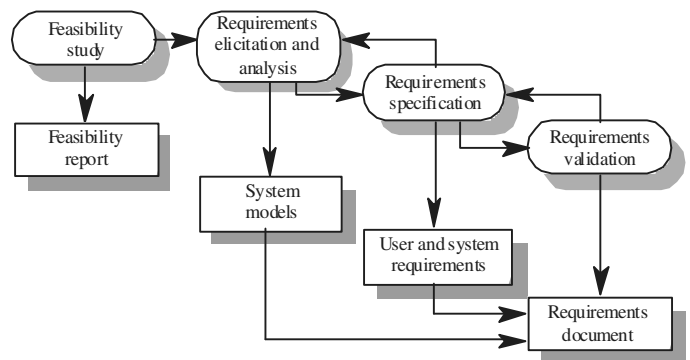 Feasibility
study
Requirements
elicitation and
analysis
Requirements
specification
Requirements
validation
Feasibility
report
System
models
User and system
requirements
Requirements
document